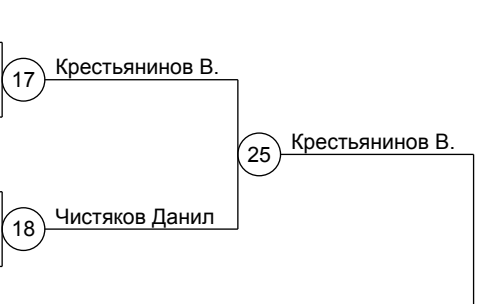 Крестьянинов В.
17
Крестьянинов В.
25
Чистяков Данил
18